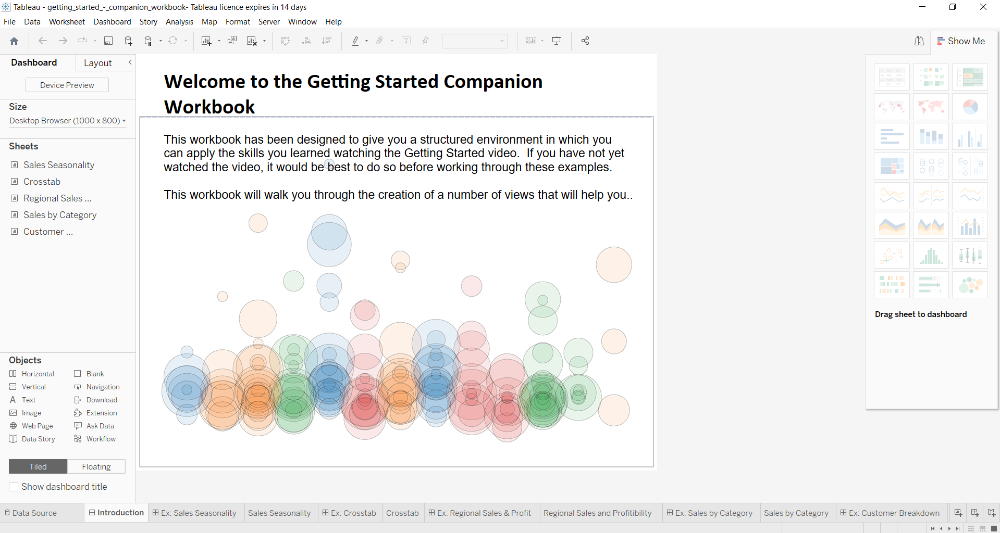 Tableau - getting_started_-_companion_workbook- Tableau licence expires in 14 days
File Data Worksheet Dashboard Story Analysis Map Format Server Window Help
Show Me
Dashboard Layout
Device Preview
Size
Desktop Browser (1000 x 800)
Sheets
Sales Seasonality
Crosstab
Regional Sales ...
Sales by Category
Customer ...
Objects
Horizontal Blank
Vertical Navigation
Text Download
Image Extension
Web Page Ask Data
Data Story Workflow
Tiled Floating
Show dashboard title
Welcome to the Getting Started Companion
Workbook
This workbook has been designed to give you a structured environment in which you
can apply the skills you learned watching the Getting Started video.  If you have not yet
watched the video, it would be best to do so before working through these examples.
This workbook will walk you through the creation of a number of views that will help you..
Drag sheet to dashboard
Data Source Introduction Ex: Sales Seasonality Sales Seasonality Ex: Crosstab Crosstab Ex: Regional Sales & Profit Regional Sales and Profitibility Ex: Sales by Category Sales by Category Ex: Customer Breakdown